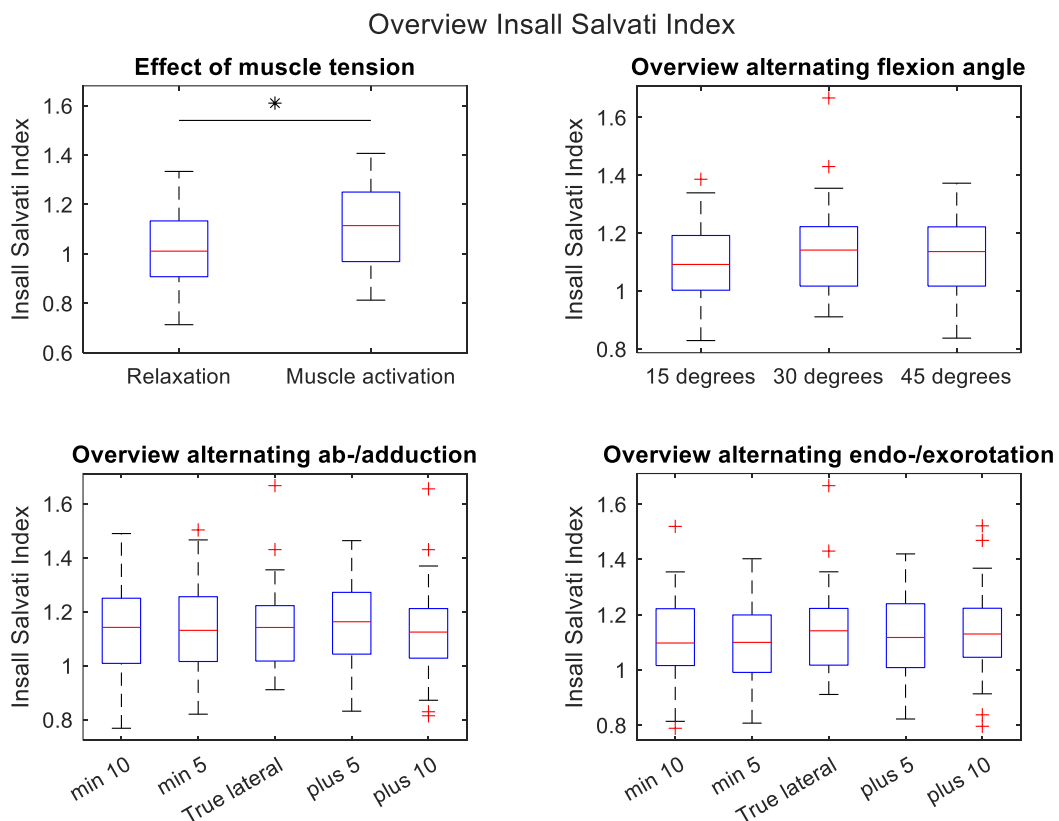 Overview Insall Salvati Index
Effect of muscle tension
Insall Salvati Index
1.6
1.4
1.2
1
0.8
0.6
*
Relaxation Muscle activation
Overview alternating flexion angle
Insall Salvati Index
1.6
1.4
1.2
1
0.8
15 degrees 30 degrees 45 degrees
Overview alternating ab-/adduction
Insall Salvati Index
1.6
1.4
1.2
1
0.8
min 10 min 5 True lateral plus 5 plus 10
Overview alternating endo-/exorotation
Insall Salvati Index
1.6
1.4
1.2
1
0.8
min 10 min 5 True lateral plus 5 plus 10